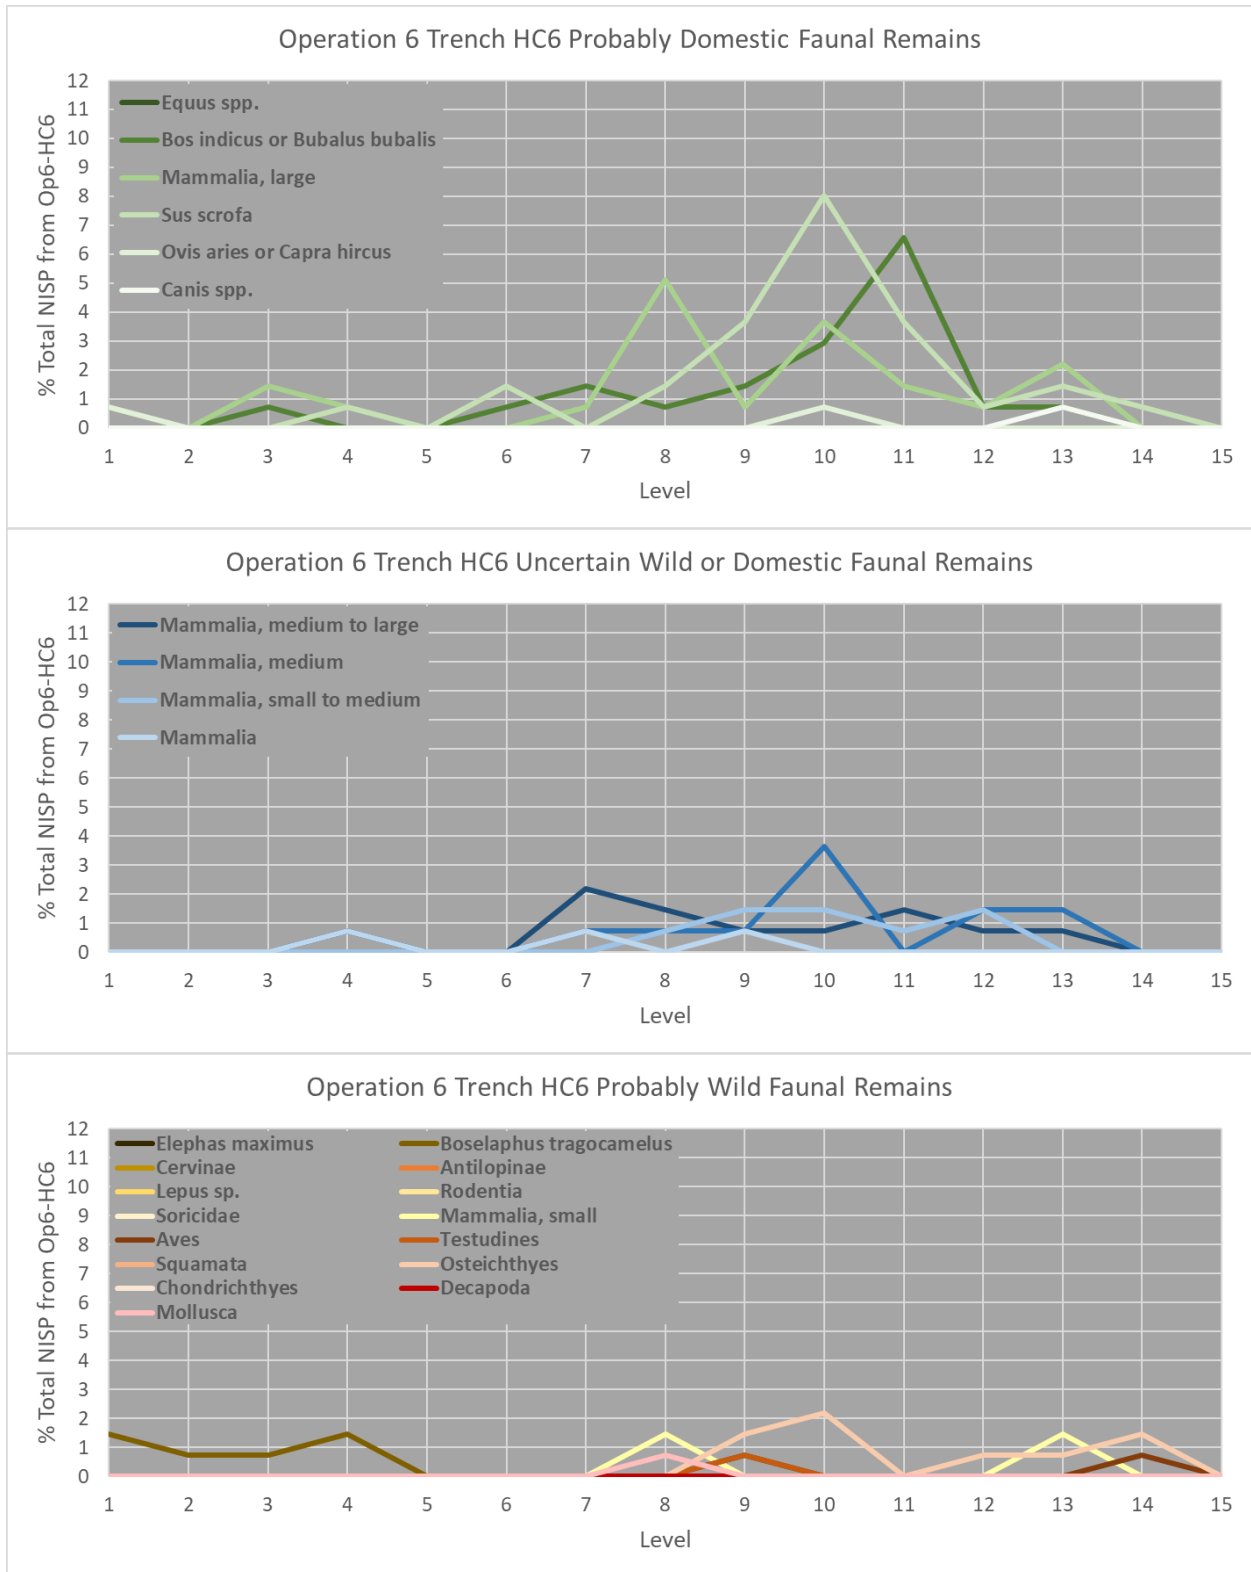 Operation 6 Trench HC6 Probably Domestic Faunal Remains
% Total NISP from Op6-HC6
12
11
10
9
8
7
6
5
4
3
2
1
0
Equus spp.
Bos indicus or Bubalus bubalis
Mammalia, large
Sus scrofa
Ovis aries or Capra hircus
Canis spp.
1 2 3 4 5 6 7 8 9 10 11 12 13 14 15
Level
Operation 6 Trench HC6 Uncertain Wild or Domestic Faunal Remains
% Total NISP from Op6-HC6
12
11
10
9
8
7
6
5
4
3
2
1
0
Mammalia, medium to large
Mammalia, medium
Mammalia, small to medium
Mammalia
1 2 3 4 5 6 7 8 9 10 11 12 13 14 15
Level
Operation 6 Trench HC6 Probably Wild Faunal Remains
% Total NISP from Op6-HC6
12
11
10
9
8
7
6
5
4
3
2
1
0
Elephas maximus Boselaphus tragocamelus
Cervinae Antilopinae
Lepus sp. Rodentia
Soricidae Mammalia, small
Aves Testudines
Squamata Osteichthyes
Chondrichthyes Decapoda
Mollusca
1 2 3 4 5 6 7 8 9 10 11 12 13 14 15
Level